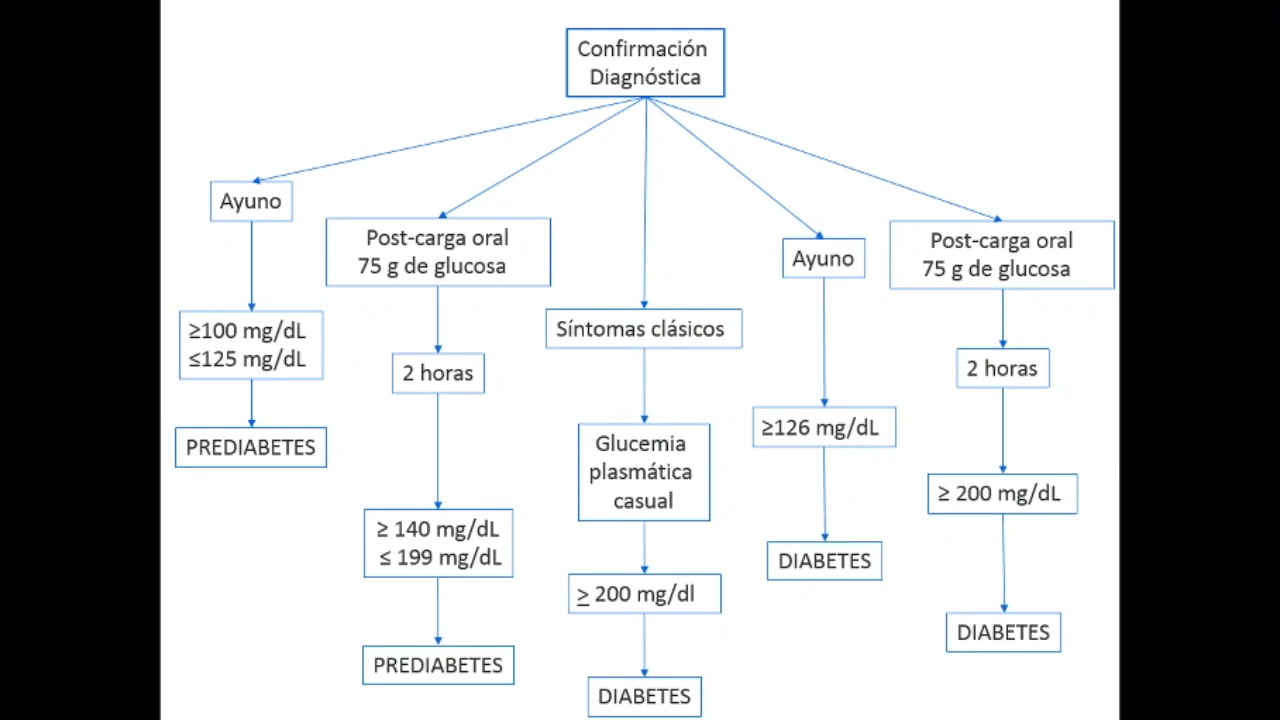 Confirmación
Diagnóstica
Ayuno
≥100 mg/dL
≤125 mg/dL
PREDIABETES
Post-carga oral
75 g de glucosa
2 horas
≥ 140 mg/dL
≤ 199 mg/dL
PREDIABETES
Síntomas clásicos
Glucemia
plasmática
casual
≥ 200 mg/dl
DIABETES
Ayuno
≥126 mg/dL
DIABETES
Post-carga oral
75 g de glucosa
2 horas
≥ 200 mg/dL
DIABETES